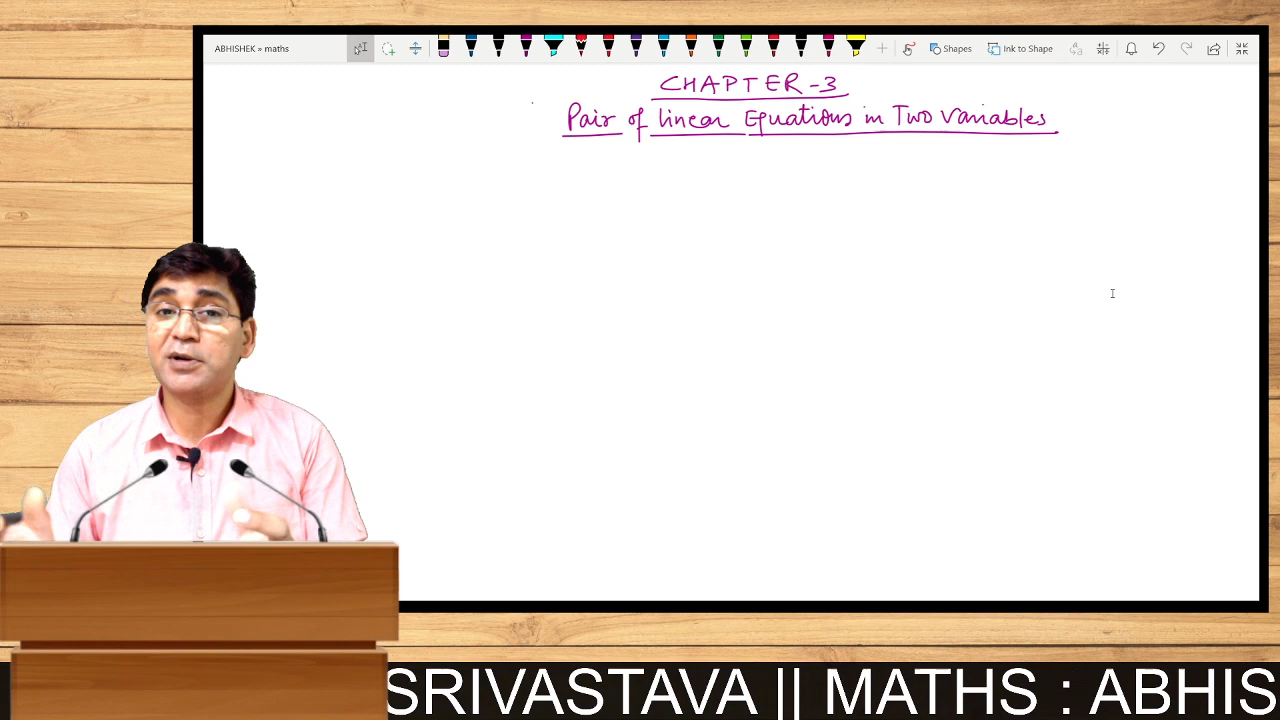 ABHISHEK » maths
Shapes
Ink to Shape
CHAPTER-3
Pair of linear Equations in Two variables
SRIVASTAVA || MATHS : ABHIS